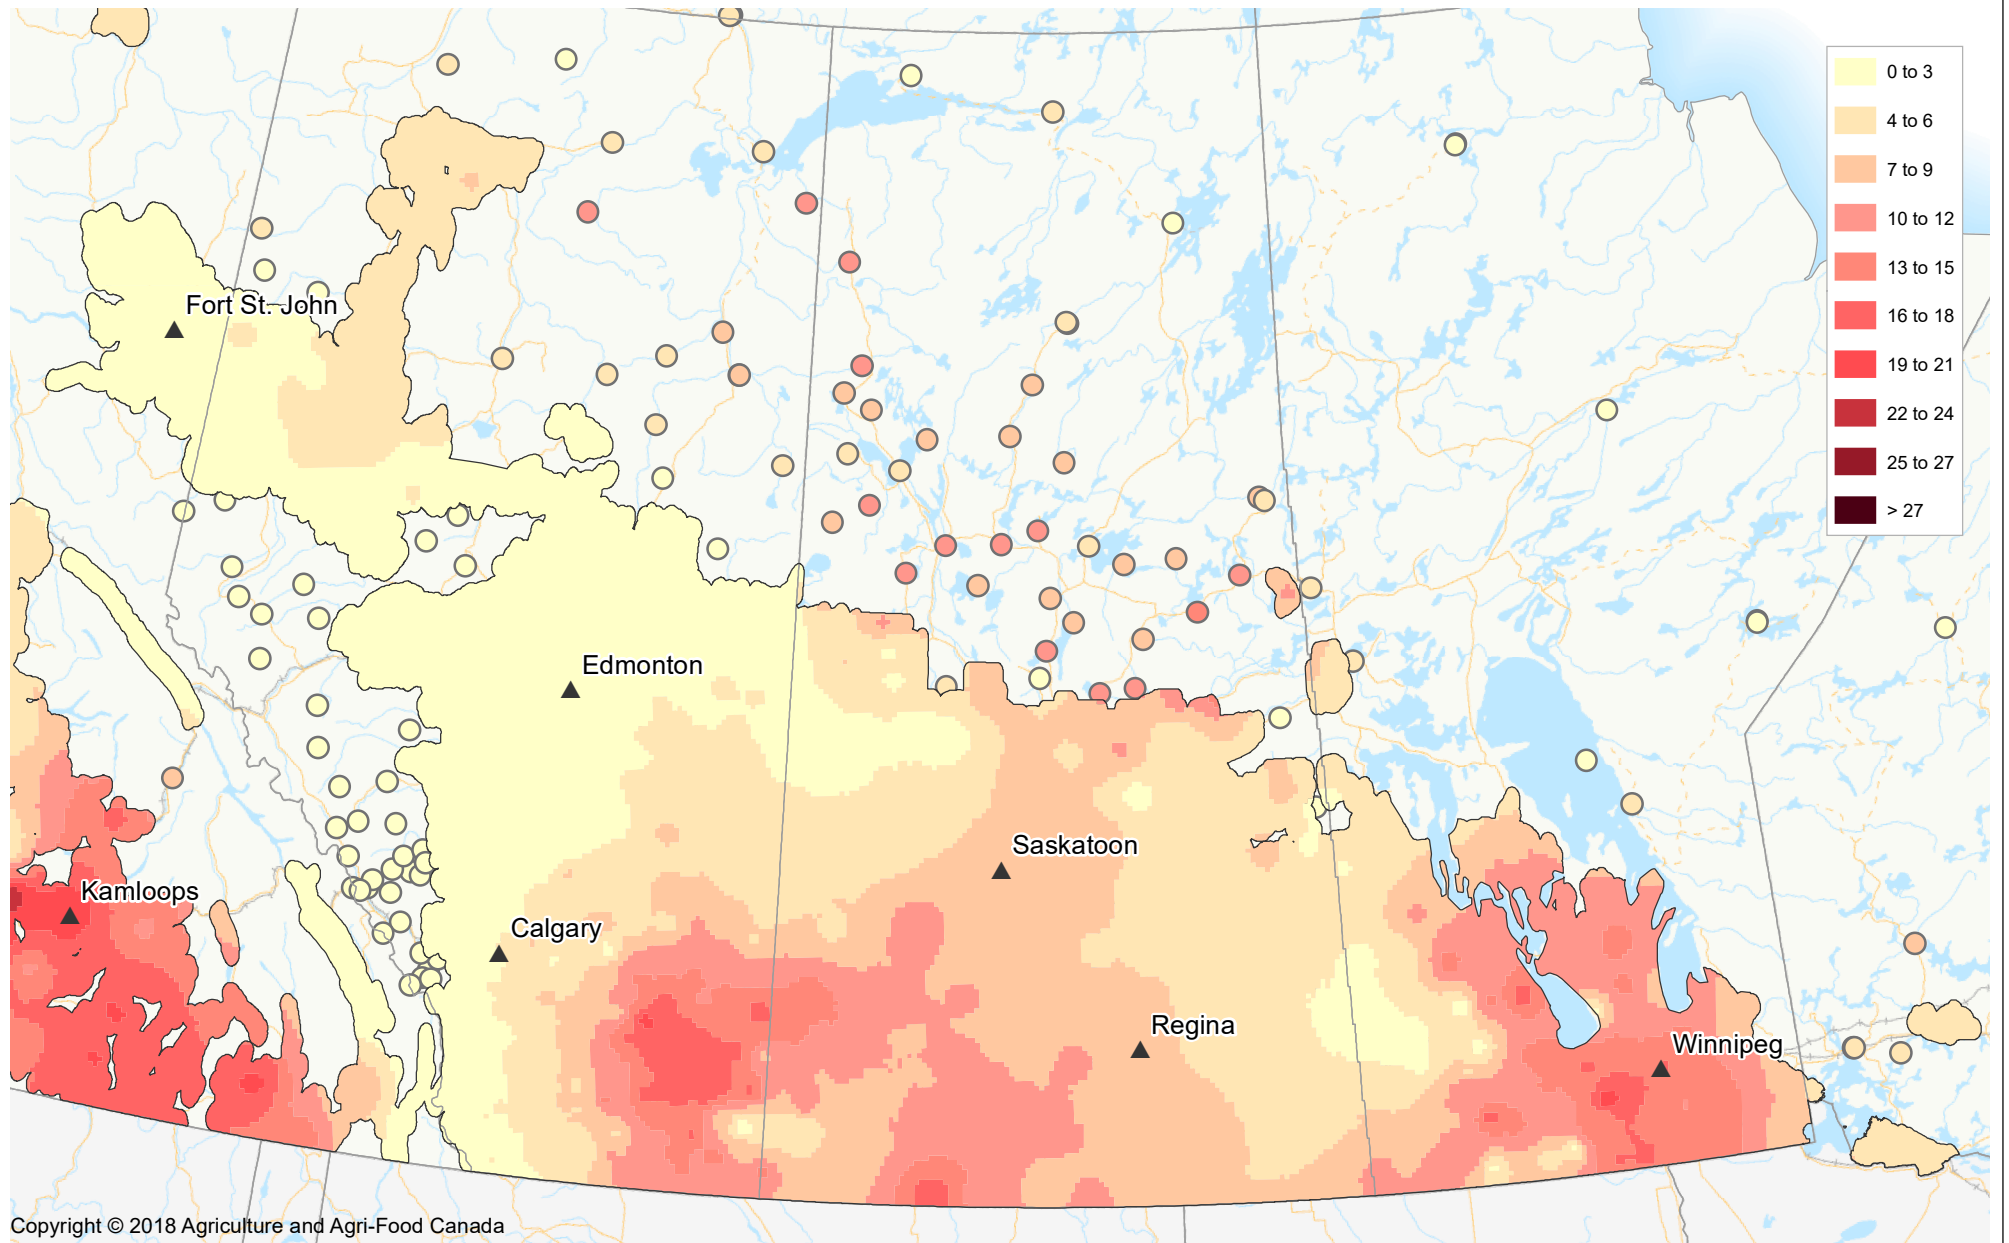 0 to 3
4 to 6
7 to 9
10 to 12
13 to 15
16 to 18
19 to 21
22 to 24
25 to 27
> 27
Fort St. John
Edmonton
Saskatoon
Kamloops
Calgary
Regina
Winnipeg
Copyright © 2018 Agriculture and Agri-Food Canada